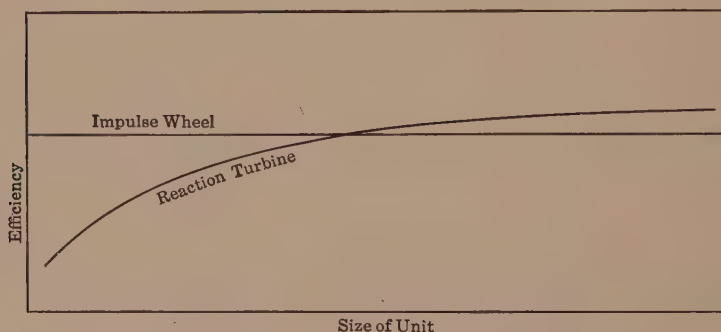 Impulse Wheel
Reaction Turbine
Efficiency
Size of Unit